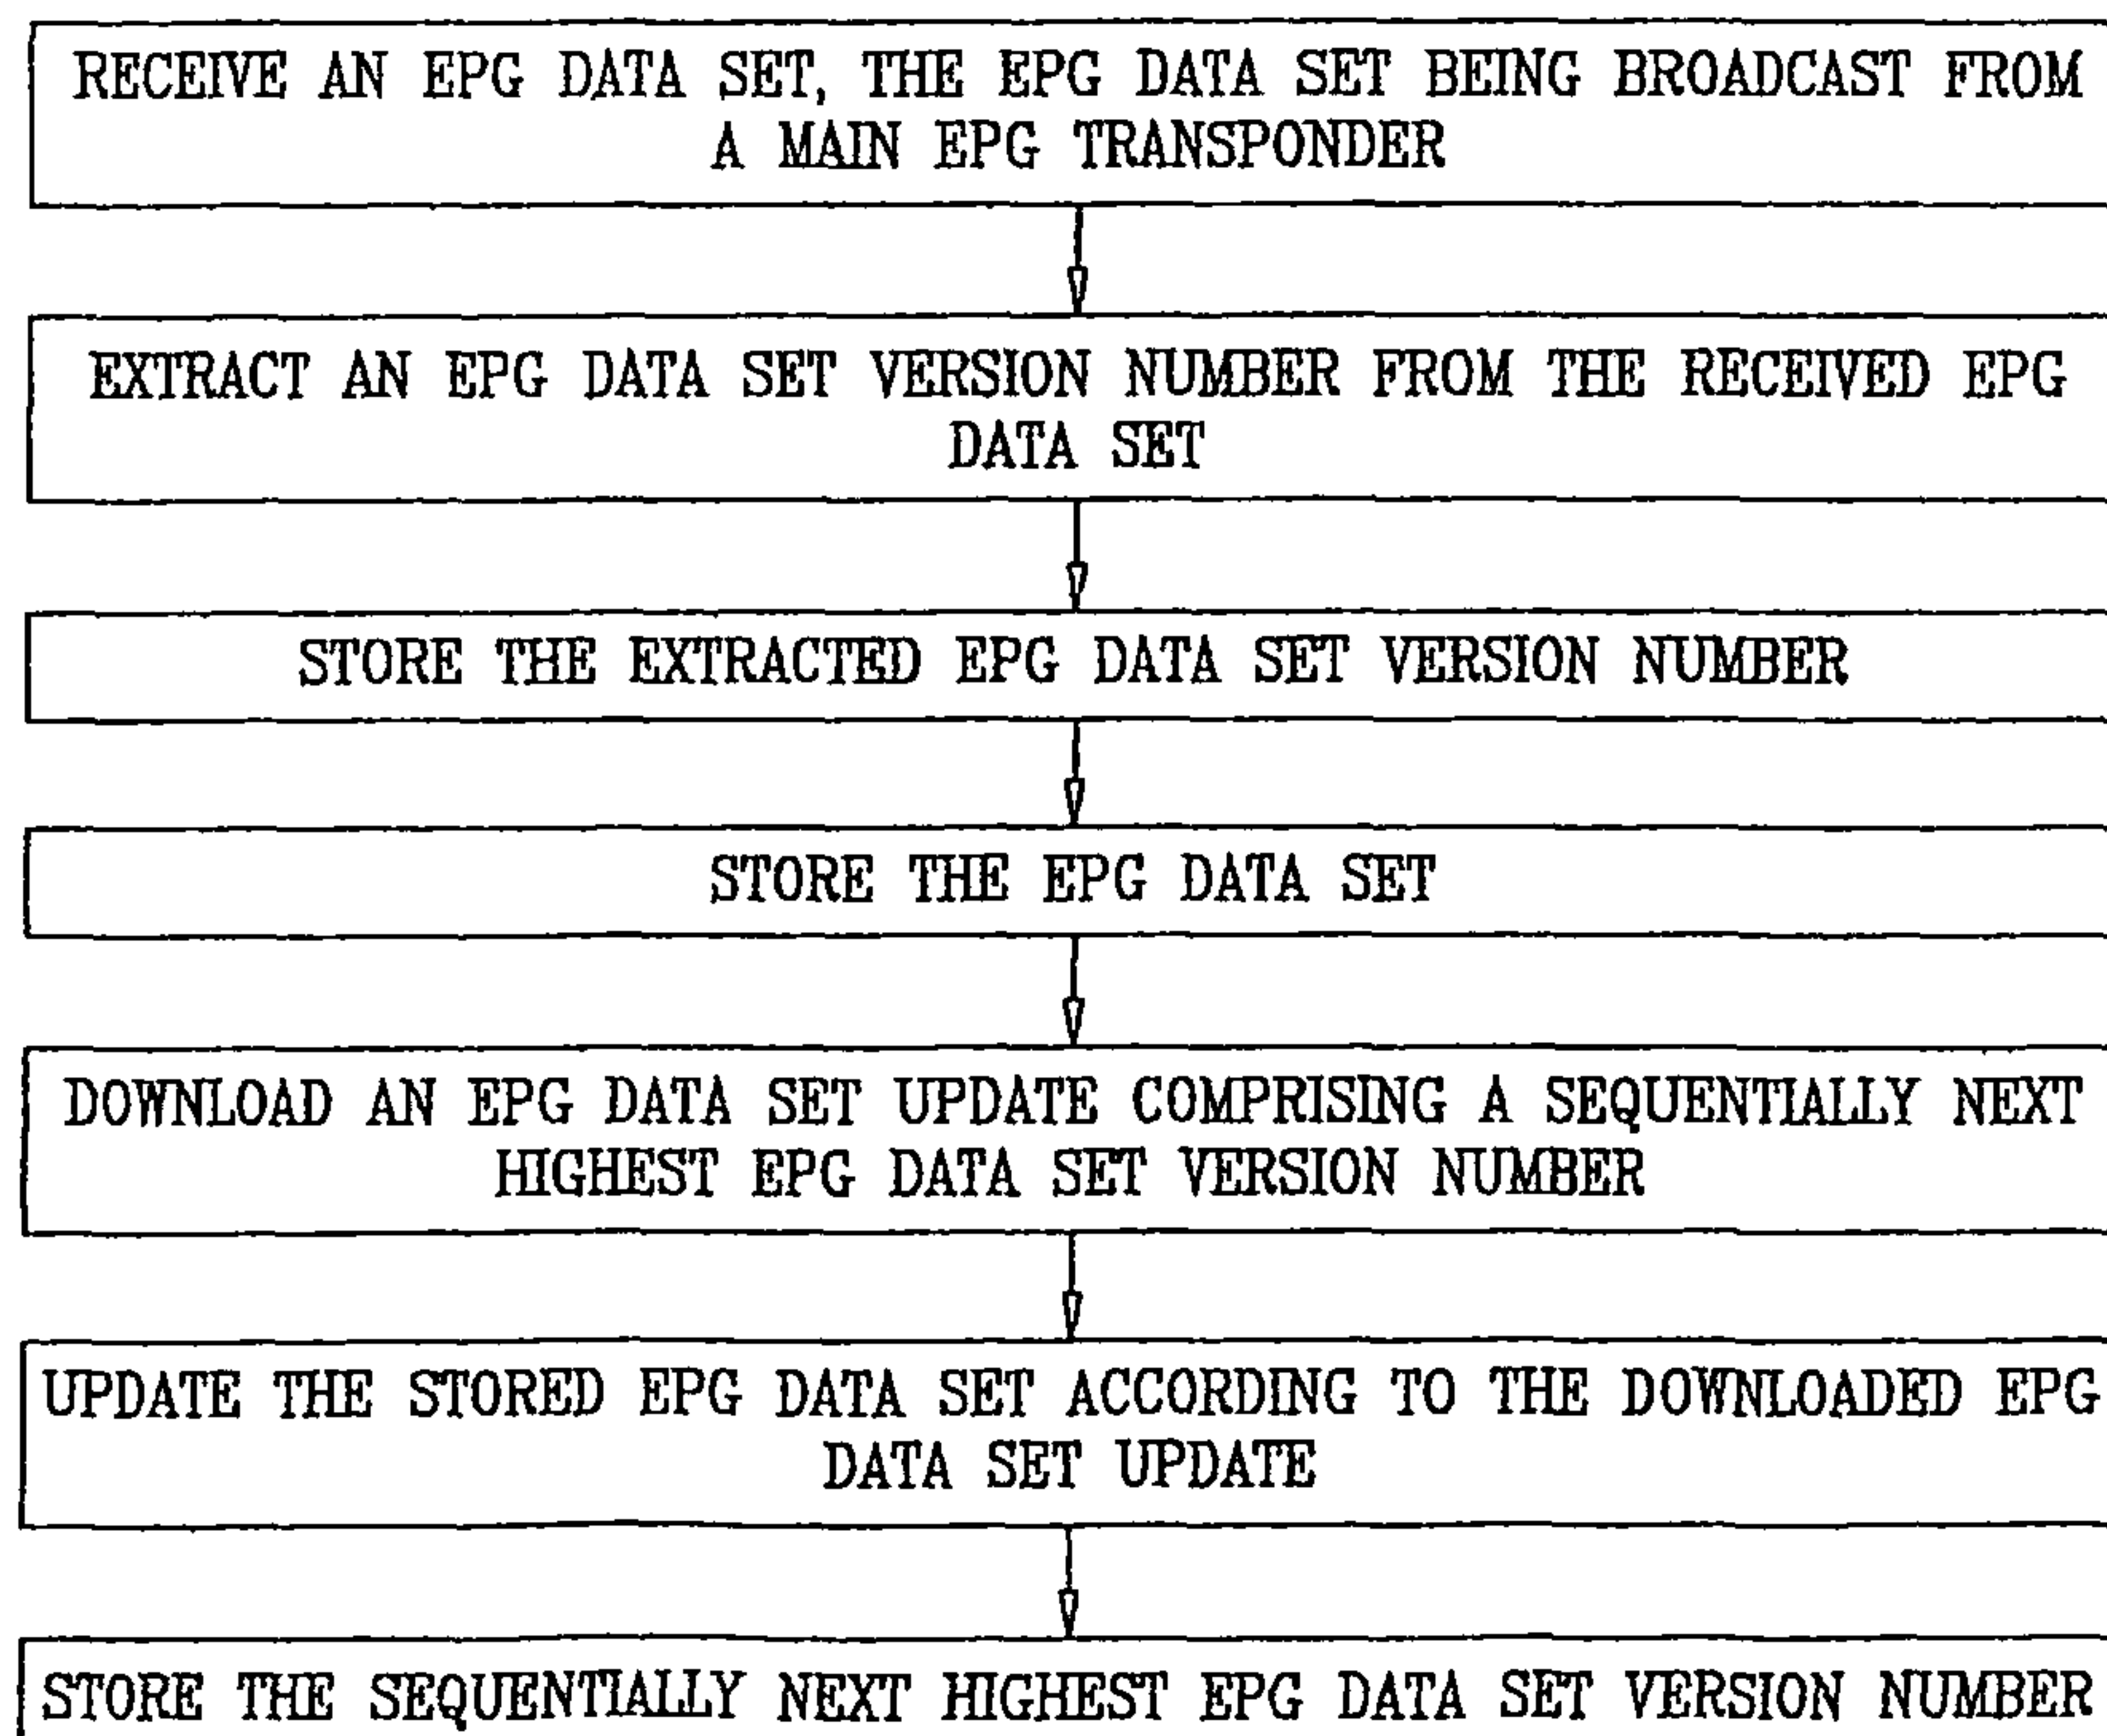 RECEIVE AN EPG DATA SET, THE EPG DATA SET BEING BROADCAST FROM
A MAIN EPG TRANSPONDER
EXTRACT AN EPG DATA SET VERSION NUMBER FROM THE RECEIVED EPG
DATA SET
STORE THE EXTRACTED EPG DATA SET VERSION NUMBER
STORE THE EPG DATA SET
DOWNLOAD AN EPG DATA SET UPDATE COMPRISING A SEQUENTIALLY NEXT
HIGHEST EPG DATA SET VERSION NUMBER
UPDATE THE STORED EPG DATA SET ACCORDING TO THE DOWNLOADED EPG
DATA SET UPDATE
STORE THE SEQUENTIALLY NEXT HIGHEST EPG DATA SET VERSION NUMBER